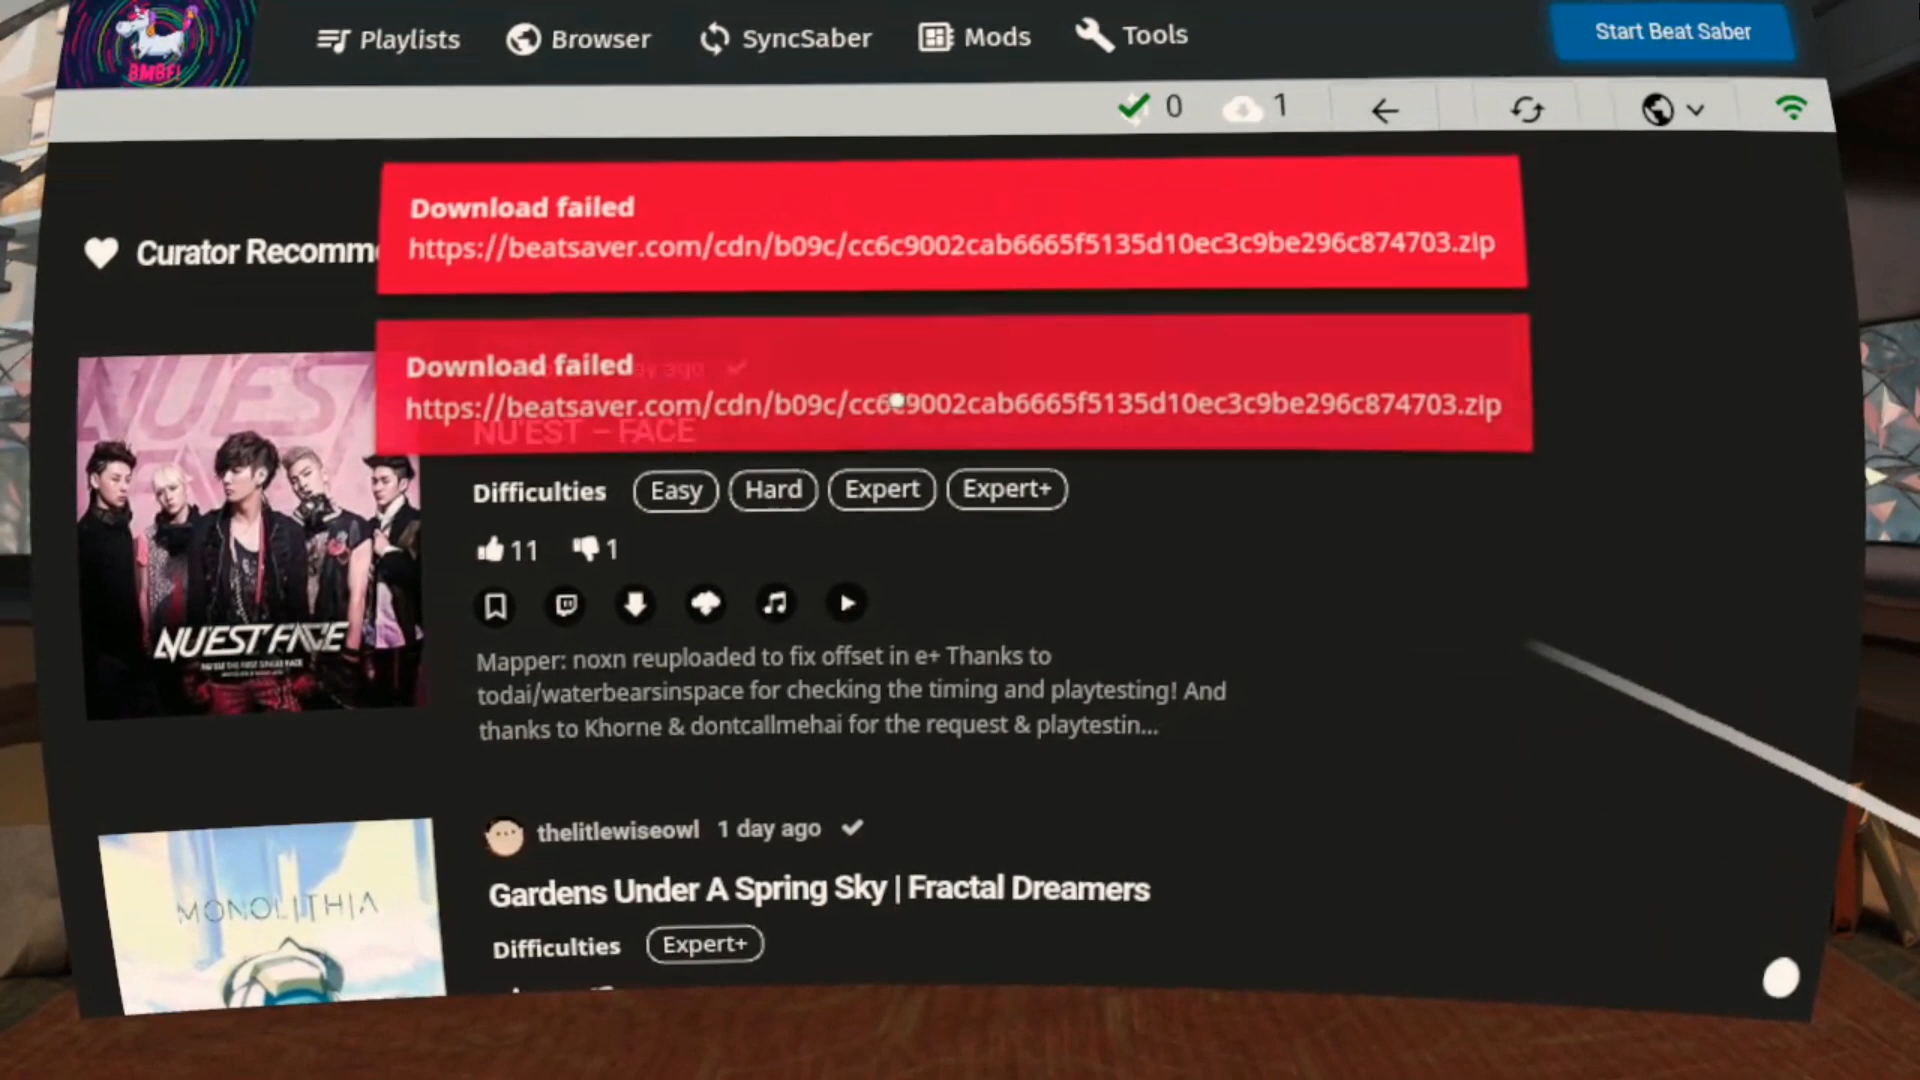 BMBF!
Playlists
Browser
SyncSaber
Mods
Tools
Start Beat Saber
0
1
Download failed
https://beatsaver.com/cdn/b09c/cc6c9002cab6665f5135d10ec3c9be296c874703.zip
Curator Recomm
Download failed
https://beatsaver.com/cdn/b09c/cc6c9002cab6665f5135d10ec3c9be296c874703.zip
NU'EST – FACE
NU'EST FACE
Difficulties Easy Hard Expert Expert+
11 1
Mapper: noxn reuploaded to fix offset in e+ Thanks to
todai/waterbearsinspace for checking the timing and playtesting! And
thanks to Khorne & dontcallmehai for the request & playtestin...
MONOLITHIA
thelitlewiseowl 1 day ago
Gardens Under A Spring Sky | Fractal Dreamers
Difficulties Expert+